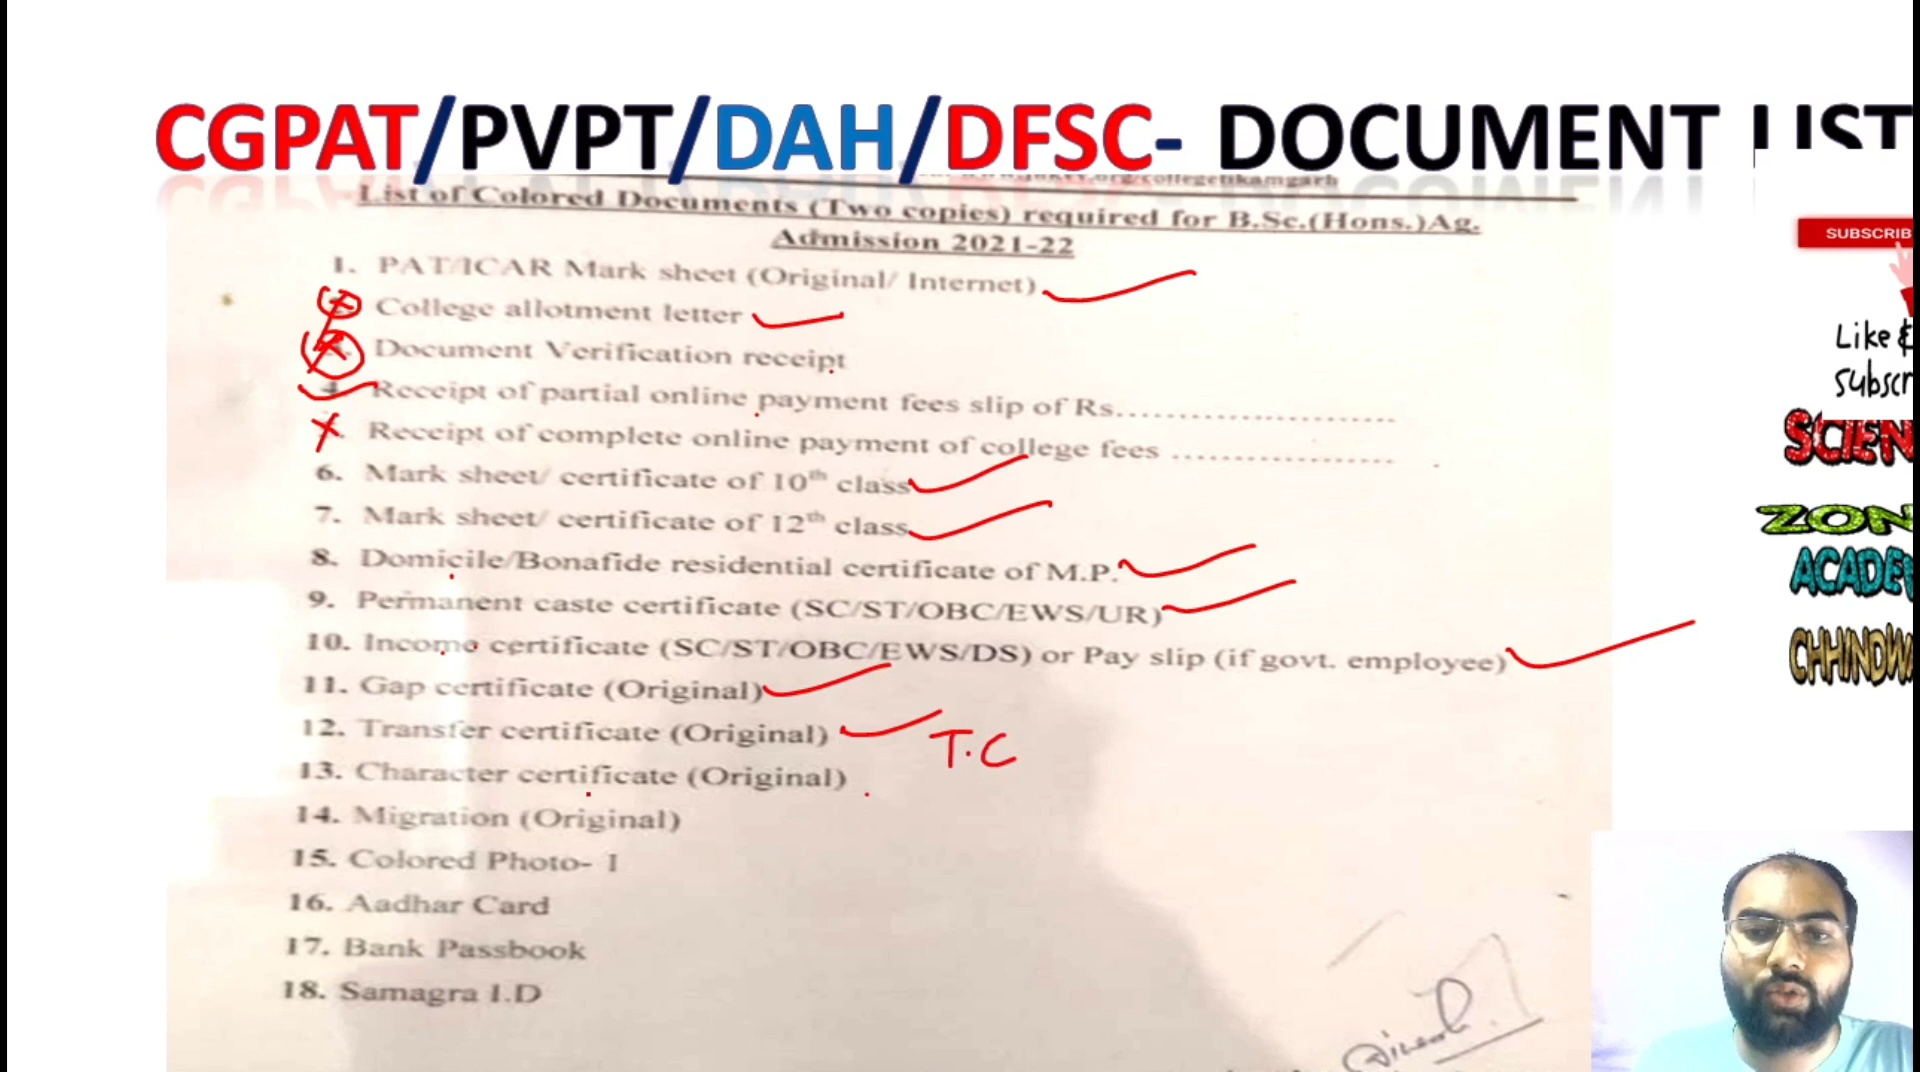 CGPAT/PVPT/DAH/DFSC- DOCUMENT LIST
List of Colored Documents (Two copies) required for B.Sc.(Hons.)Ag.
Admission 2021-22
1. PAT/ICAR Mark sheet (Original/ Internet)
College allotment letter
Document Verification receipt
4. Receipt of partial online payment fees slip of Rs..............................
Receipt of complete online payment of college fees ........................
6. Mark sheet/ certificate of 10th class
7. Mark sheet/ certificate of 12th class
8. Domicile/Bonafide residential certificate of M.P.
9. Permanent caste certificate (SC/ST/OBC/EWS/UR)
10. Income certificate (SC/ST/OBC/EWS/DS) or Pay slip (if govt. employee)
11. Gap certificate (Original)
12. Transfer certificate (Original)
T.C
13. Character certificate (Original)
14. Migration (Original)
15. Colored Photo- 1
16. Aadhar Card
17. Bank Passbook
18. Samagra I.D
SUBSCRIB
Like &
Subscr
SCIEN
ZON
ACADE
CHHINDWA